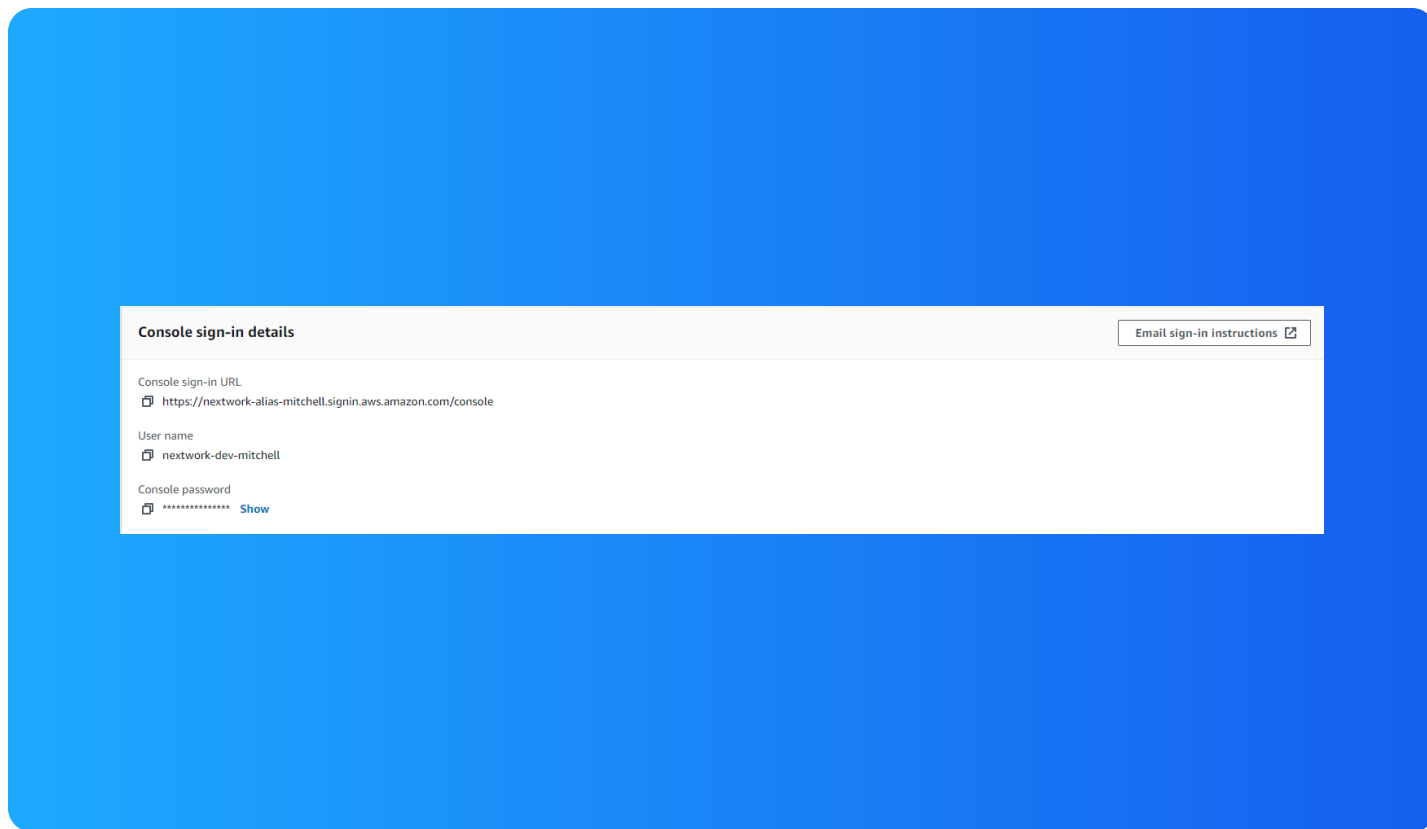 Console sign-in details
Email sign-in instructions
Console sign-in URL
https://nextwork-alias-mitchell.signin.aws.amazon.com/console
User name
nextwork-dev-mitchell
Console password
*************** Show